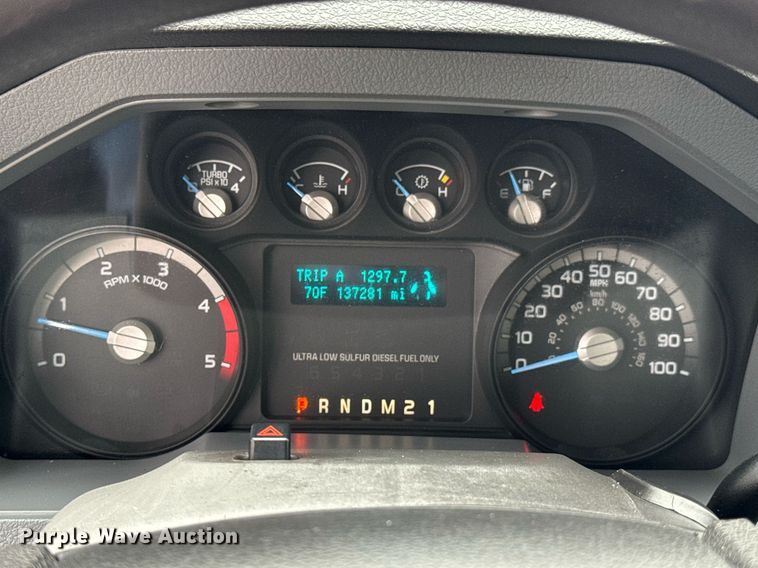 TURBO
PSI x 10
0 4
C H
C H
E F
0 1 2 3 4 5
RPM X 1000
TRIP A 1297.7
70F 137281 mi
ULTRA LOW SULFUR DIESEL FUEL ONLY
P R N D M 2 1
0 10 20 30 40 50 60 70 80 90 100
MPH
km/h
Purple Wave Auction